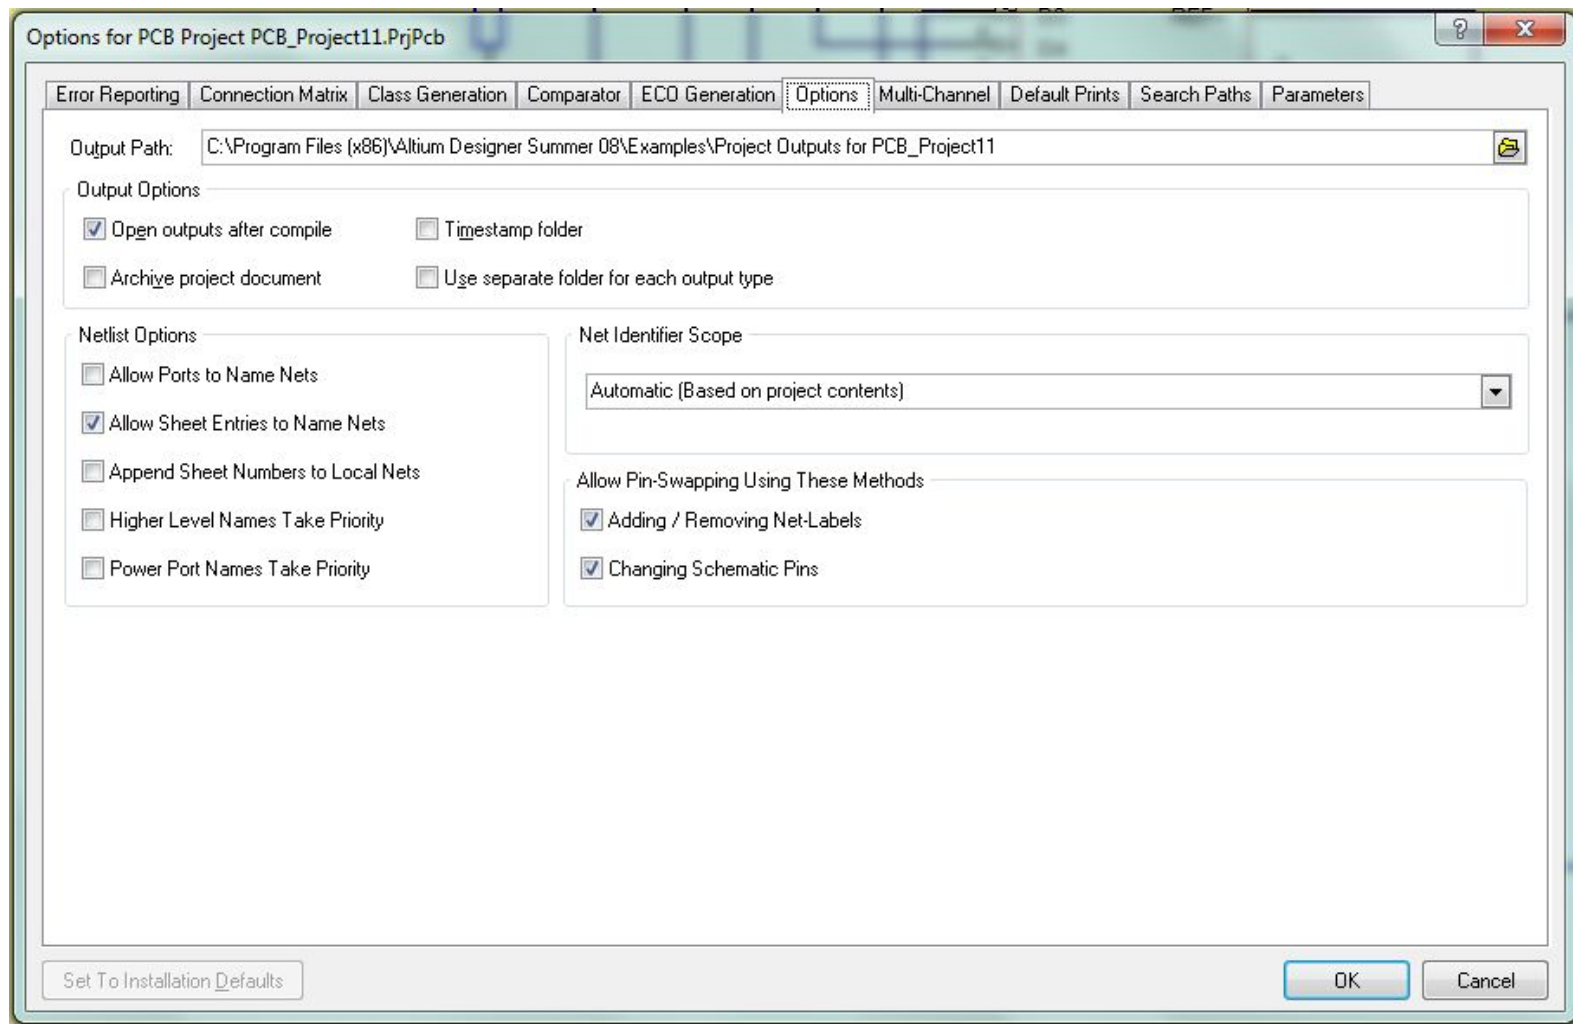 Options for PCB Project PCB_Project11.PrjPcb
Error Reporting Connection Matrix Class Generation Comparator ECO Generation Options Multi-Channel Default Prints Search Paths Parameters
Output Path: C:\Program Files (x86)\Altium Designer Summer 08\Examples\Project Outputs for PCB_Project11
Output Options
Open outputs after compile Timestamp folder
Archive project document Use separate folder for each output type
Netlist Options
Allow Ports to Name Nets
Allow Sheet Entries to Name Nets
Append Sheet Numbers to Local Nets
Higher Level Names Take Priority
Power Port Names Take Priority
Net Identifier Scope
Automatic (Based on project contents)
Allow Pin-Swapping Using These Methods
Adding / Removing Net-Labels
Changing Schematic Pins
Set To Installation Defaults OK Cancel